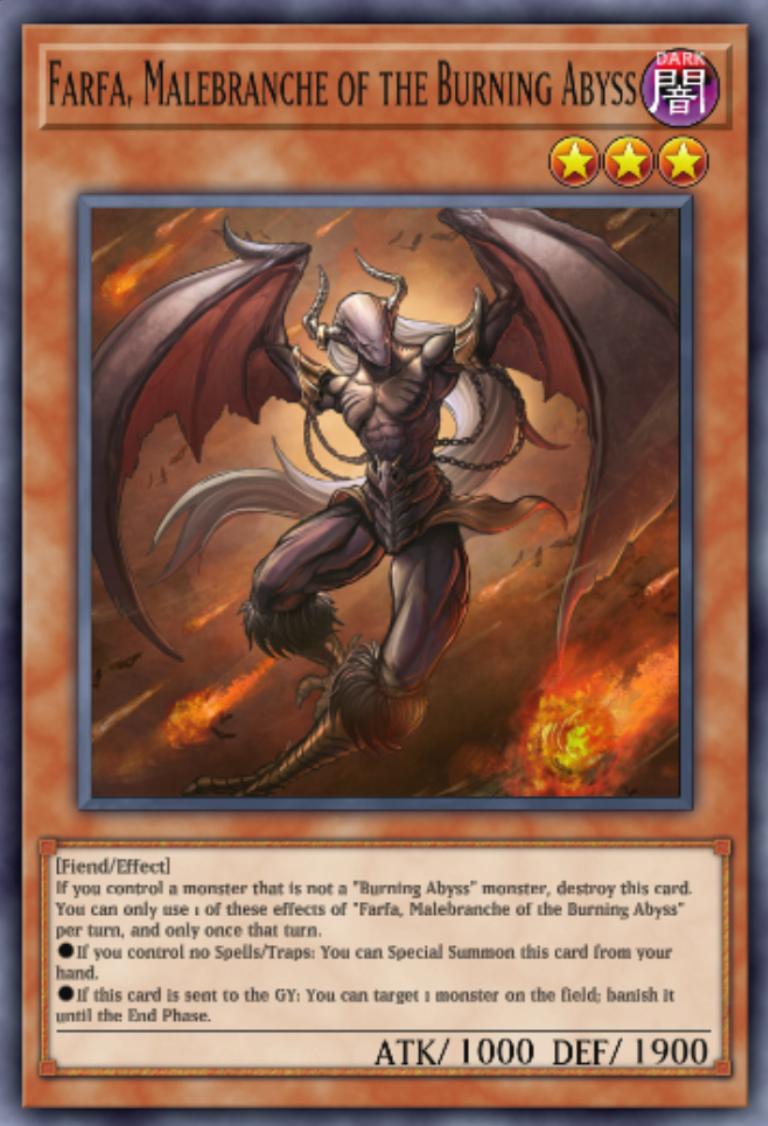 FARFA, MALEBRANCHE OF THE BURNING ABYSS
DARK
闇
[Fiend/Effect]
If you control a monster that is not a "Burning Abyss" monster, destroy this card.
You can only use 1 of these effects of "Farfa, Malebranche of the Burning Abyss"
per turn, and only once that turn.
●If you control no Spells/Traps: You can Special Summon this card from your
hand.
●If this card is sent to the GY: You can target 1 monster on the field; banish it
until the End Phase.
ATK/ 1000 DEF/ 1900